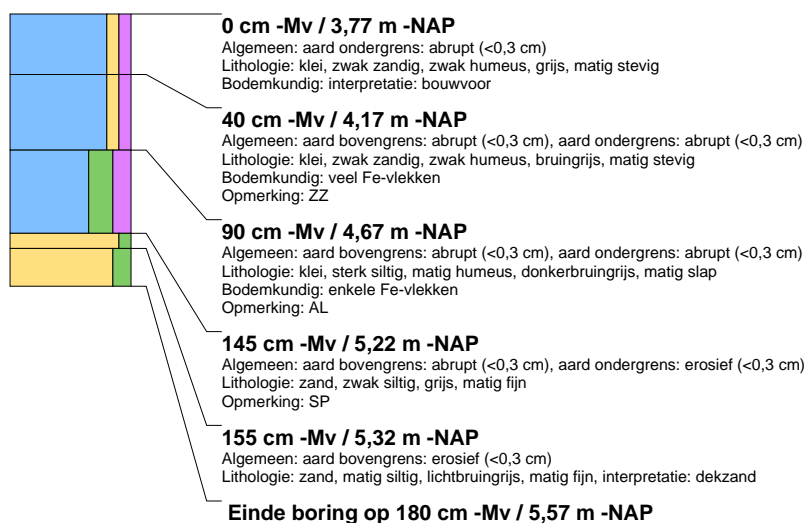 0 cm -Mv / 3,77 m -NAP
Algemeen: aard ondergrens: abrupt (<0,3 cm)
Lithologie: klei, zwak zandig, zwak humeus, grijs, matig stevig
Bodemkundig: interpretatie: bouwvoor
40 cm -Mv / 4,17 m -NAP
Algemeen: aard bovengrens: abrupt (<0,3 cm), aard ondergrens: abrupt (<0,3 cm)
Lithologie: klei, zwak zandig, zwak humeus, bruingrijs, matig stevig
Bodemkundig: veel Fe-vlekken
Opmerking: ZZ
90 cm -Mv / 4,67 m -NAP
Algemeen: aard bovengrens: abrupt (<0,3 cm), aard ondergrens: abrupt (<0,3 cm)
Lithologie: klei, sterk siltig, matig humeus, donkerbruingrijs, matig slap
Bodemkundig: enkele Fe-vlekken
Opmerking: AL
145 cm -Mv / 5,22 m -NAP
Algemeen: aard bovengrens: abrupt (<0,3 cm), aard ondergrens: erosief (<0,3 cm)
Lithologie: zand, zwak siltig, grijs, matig fijn
Opmerking: SP
155 cm -Mv / 5,32 m -NAP
Algemeen: aard bovengrens: erosief (<0,3 cm)
Lithologie: zand, matig siltig, lichtbruingrijs, matig fijn, interpretatie: dekzand
Einde boring op 180 cm -Mv / 5,57 m -NAP